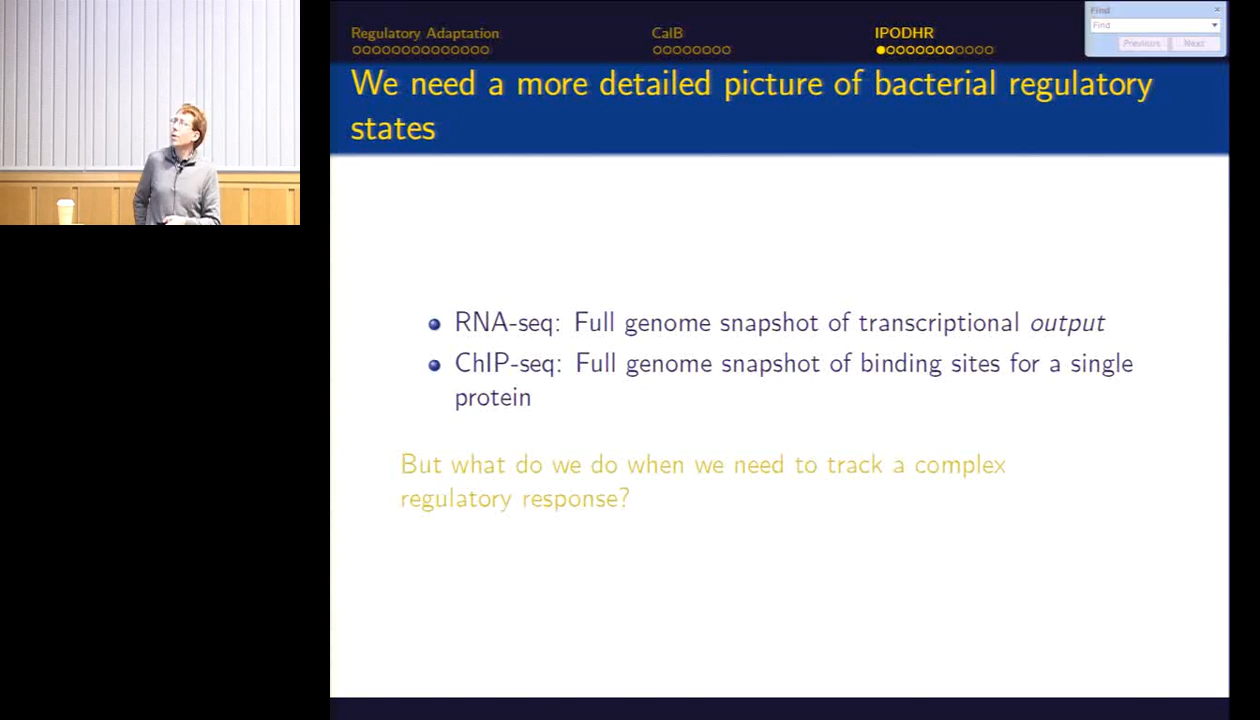 Regulatory Adaptation
CalB
IPODHR
Find
Find
Previous
Next
We need a more detailed picture of bacterial regulatory
states
RNA-seq: Full genome snapshot of transcriptional output
ChIP-seq: Full genome snapshot of binding sites for a single
protein
But what do we do when we need to track a complex
regulatory response?